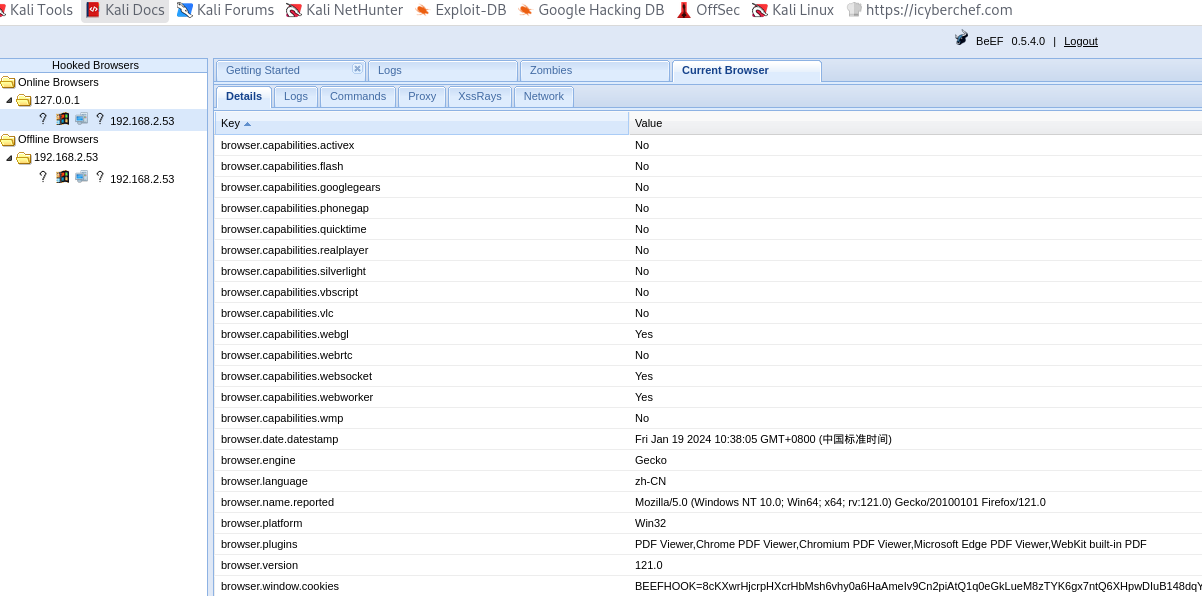 Kali Tools Kali Docs Kali Forums Kali NetHunter Exploit-DB Google Hacking DB OffSec Kali Linux https://icyberchef.com
BeEF 0.5.4.0 | Logout
Hooked Browsers
Online Browsers
127.0.0.1
? ? 192.168.2.53
Offline Browsers
192.168.2.53
? ? 192.168.2.53
Getting Started Logs Zombies Current Browser
Details Logs Commands Proxy XssRays Network
Key Value
browser.capabilities.activex No
browser.capabilities.flash No
browser.capabilities.googlegears No
browser.capabilities.phonegap No
browser.capabilities.quicktime No
browser.capabilities.realplayer No
browser.capabilities.silverlight No
browser.capabilities.vbscript No
browser.capabilities.vlc No
browser.capabilities.webgl Yes
browser.capabilities.webrtc No
browser.capabilities.websocket Yes
browser.capabilities.webworker Yes
browser.capabilities.wmp No
browser.date.datestamp Fri Jan 19 2024 10:38:05 GMT+0800 (中国标准时间)
browser.engine Gecko
browser.language zh-CN
browser.name.reported Mozilla/5.0 (Windows NT 10.0; Win64; x64; rv:121.0) Gecko/20100101 Firefox/121.0
browser.platform Win32
browser.plugins PDF Viewer,Chrome PDF Viewer,Chromium PDF Viewer,Microsoft Edge PDF Viewer,WebKit built-in PDF
browser.version 121.0
browser.window.cookies